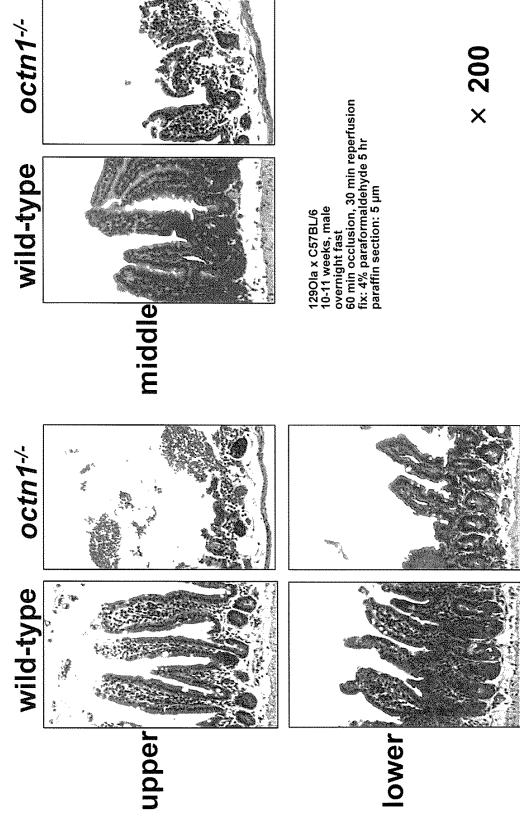 wild-type
octn1-/-
upper
lower
wild-type
octn1-/-
middle
129Ola x C57BL/6
10-11 weeks, male
overnight fast
60 min occlusion, 30 min reperfusion
fix: 4% paraformaldehyde 5 hr
paraffin section: 5 μm
× 200